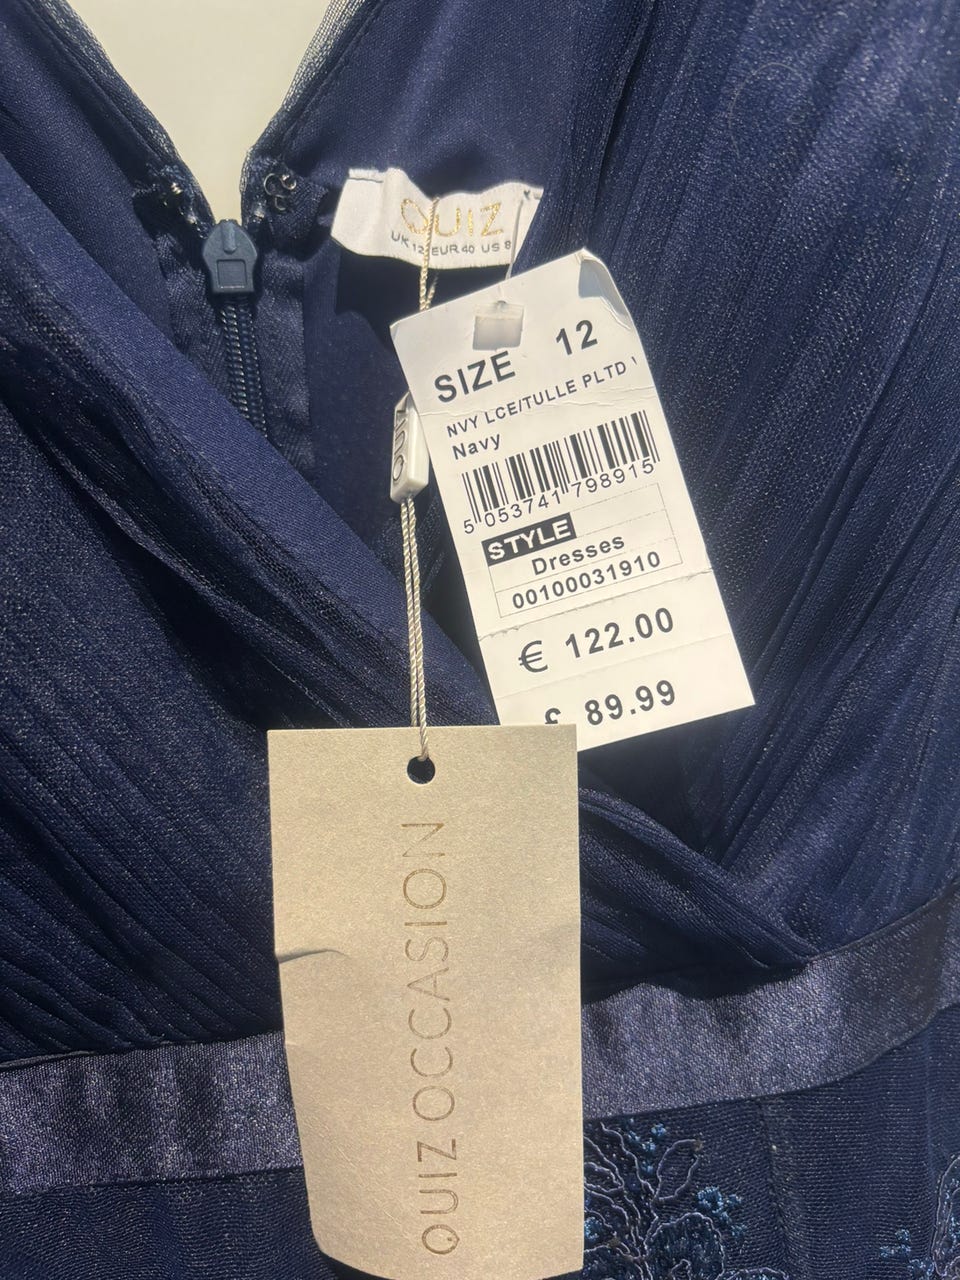 QUIZ
UK 12 EUR 40 US 8
SIZE 12
NVY LCE/TULLE PLTD
Navy
5 053741 798915
STYLE
Dresses
00100031910
€ 122.00
£ 89.99
QUIZ
QUIZ OCCASION